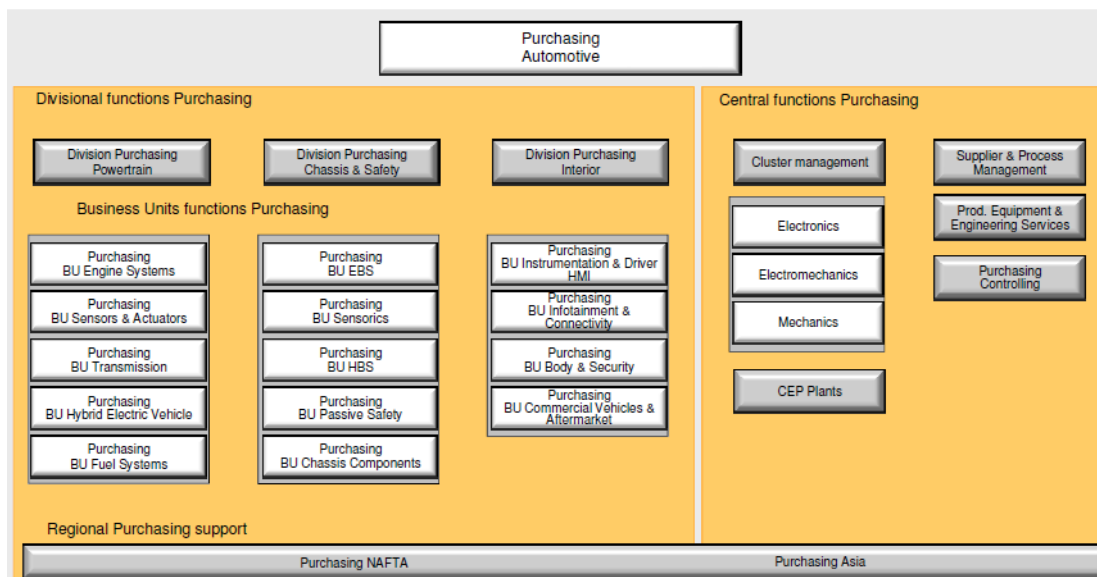 Purchasing
Automotive
Divisional functions Purchasing
Division Purchasing
Powertrain
Division Purchasing
Chassis & Safety
Division Purchasing
Interior
Business Units functions Purchasing
Purchasing
BU Engine Systems
Purchasing
BU Sensors & Actuators
Purchasing
BU Transmission
Purchasing
BU Hybrid Electric Vehicle
Purchasing
BU Fuel Systems
Purchasing
BU EBS
Purchasing
BU Sensorics
Purchasing
BU HBS
Purchasing
BU Passive Safety
Purchasing
BU Chassis Components
Purchasing
BU Instrumentation & Driver
HMI
Purchasing
BU Infotainment &
Connectivity
Purchasing
BU Body & Security
Purchasing
BU Commercial Vehicles &
Aftermarket
Central functions Purchasing
Cluster management
Electronics
Electromechanics
Mechanics
CEP Plants
Supplier & Process
Management
Prod. Equipment &
Engineering Services
Purchasing
Controlling
Regional Purchasing support
Purchasing NAFTA
Purchasing Asia